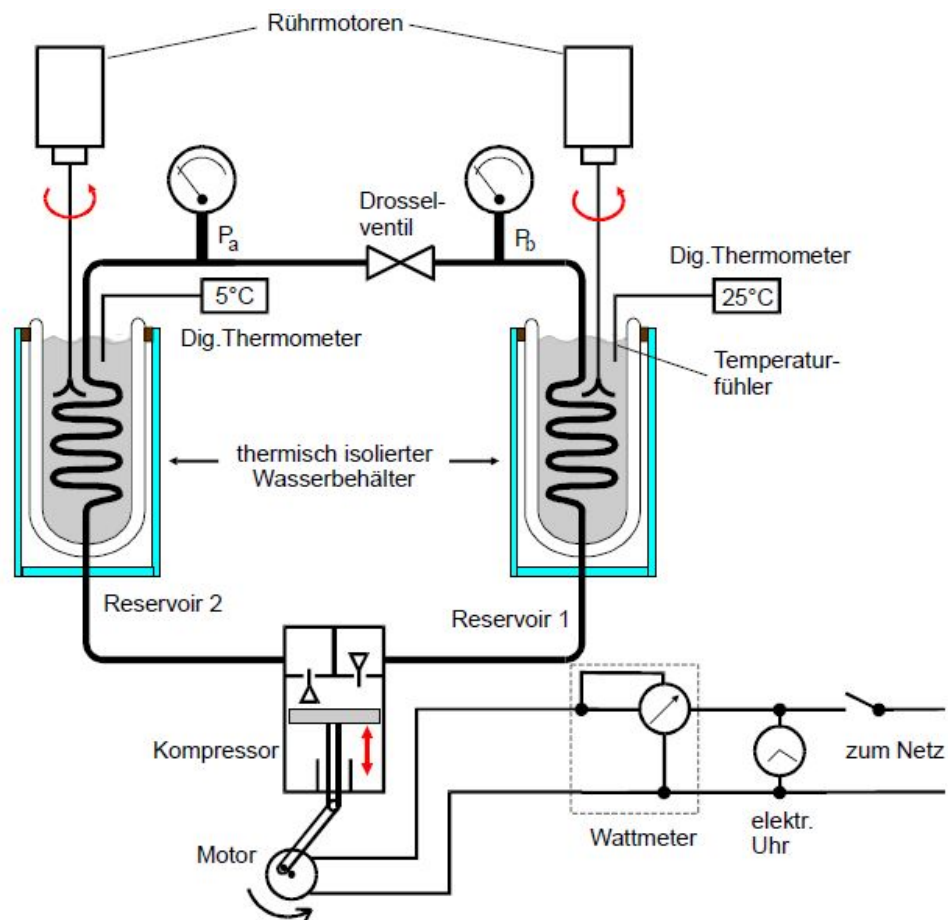 Rührmotoren
Drossel-
ventil
Pa
Pb
Dig.Thermometer
5°C
25°C
Dig.Thermometer
Temperatur-
fühler
thermisch isolierter
Wasserbehälter
Reservoir 2
Reservoir 1
Kompressor
zum Netz
Wattmeter
elektr.
Uhr
Motor